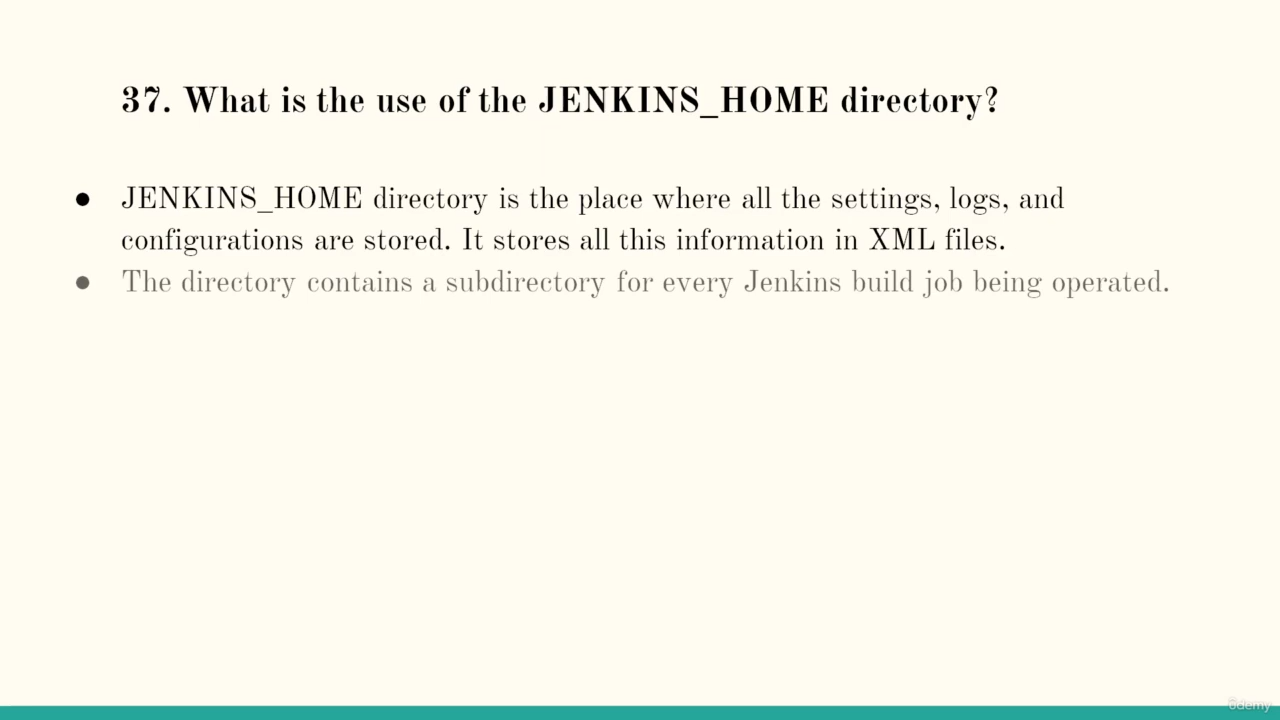 37. What is the use of the JENKINS_HOME directory?
● JENKINS_HOME directory is the place where all the settings, logs, and
configurations are stored. It stores all this information in XML files.
● The directory contains a subdirectory for every Jenkins build job being operated.
ûdemy